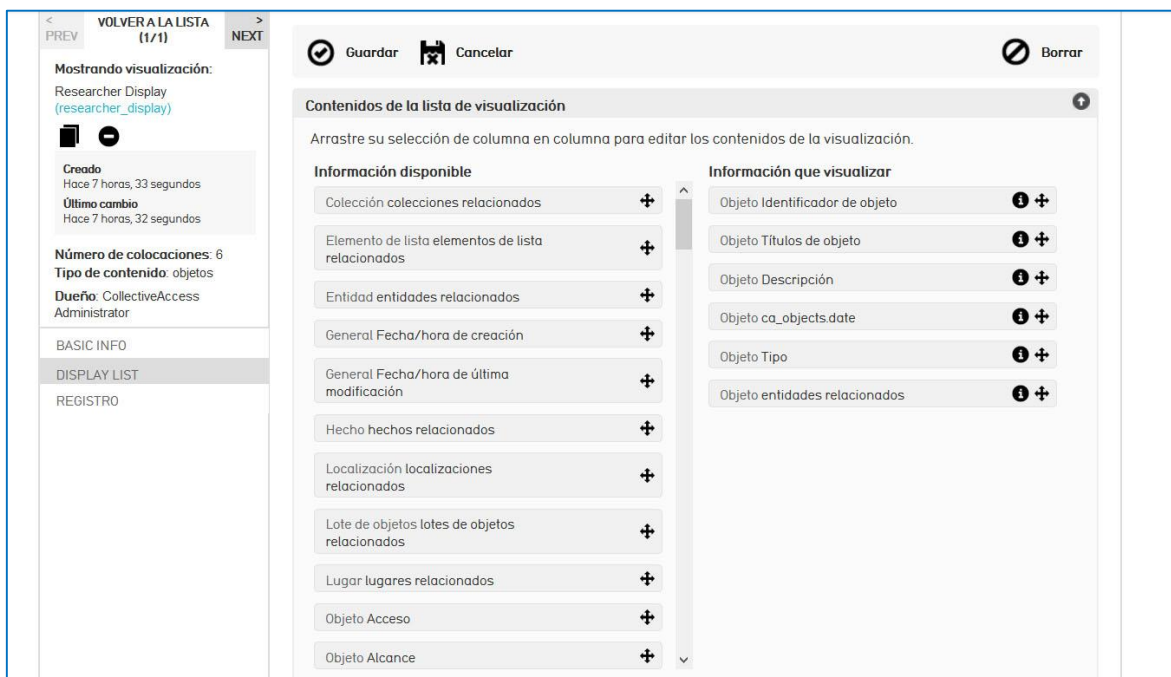 <
PREV
VOLVER A LA LISTA
(1/1)
>
NEXT
Mostrando visualización:
Researcher Display
(researcher_display)
Creado
Hace 7 horas, 33 segundos
Último cambio
Hace 7 horas, 32 segundos
Número de colocaciones: 6
Tipo de contenido: objetos
Dueño: CollectiveAccess
Administrator
BASIC INFO
DISPLAY LIST
REGISTRO
Guardar
Cancelar
Borrar
Contenidos de la lista de visualización
Arrastre su selección de columna en columna para editar los contenidos de la visualización.
Información disponible
Colección colecciones relacionados
Elemento de lista elementos de lista
relacionados
Entidad entidades relacionados
General Fecha/hora de creación
General Fecha/hora de última
modificación
Hecho hechos relacionados
Localización localizaciones
relacionados
Lote de objetos lotes de objetos
relacionados
Lugar lugares relacionados
Objeto Acceso
Objeto Alcance
Información que visualizar
Objeto Identificador de objeto
Objeto Títulos de objeto
Objeto Descripción
Objeto ca_objects.date
Objeto Tipo
Objeto entidades relacionados